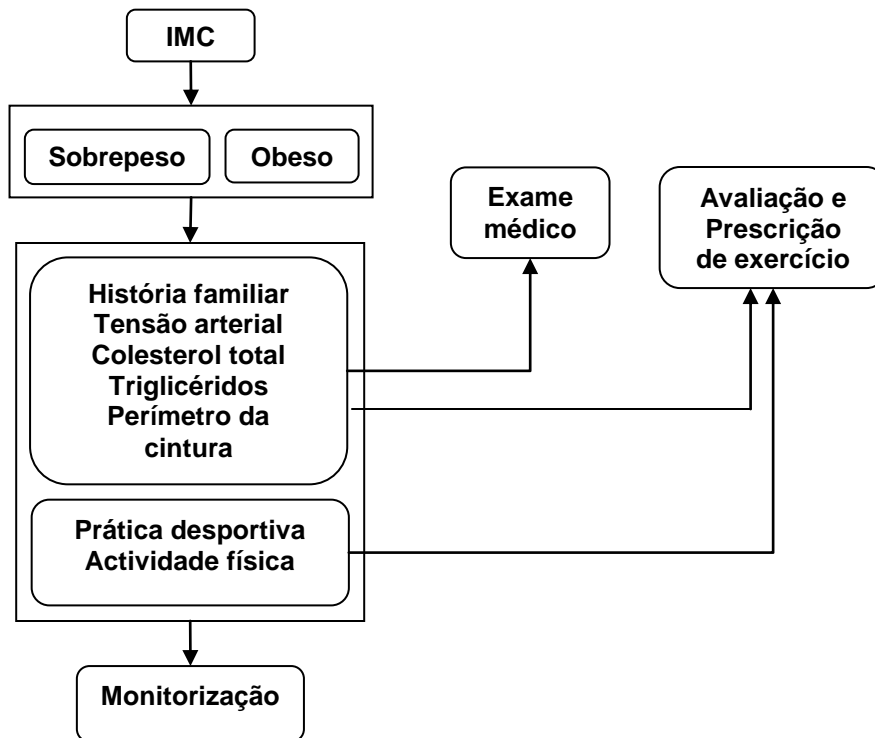 IMC
Sobrepeso
Obeso
Exame
médico
Avaliação e
Prescrição
de exercício
História familiar
Tensão arterial
Colesterol total
Triglicéridos
Perímetro da
cintura
Prática desportiva
Actividade física
Monitorização